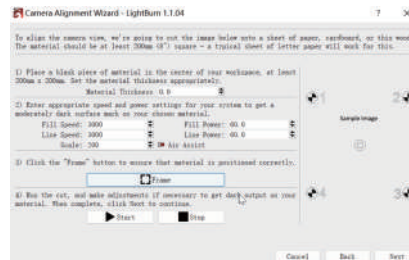 Camera Alignment Wizard - LightBurn 1.1.04
? ×
To align the camera view, we're going to cut the image below onto a sheet of paper, cardboard, or thin wood
The material should be at least 200mm (8") square - a typical sheet of letter paper will work for this.
1) Place a blank piece of material in the center of your workspace, at least
200mm x 200mm. Set the material thickness appropriately.
Material Thickness 0.0
2) Enter appropriate speed and power settings for your system to get a
moderately dark surface mark on your chosen material.
Fill Speed: 3000 Fill Power: 60.0
Line Speed: 3000 Line Power: 60.0
Scale: 100 Air Assist
3) Click the "Frame" button to ensure that material is positioned correctly.
Frame
4) Run the cut, and make adjustments if necessary to get dark output on your
material. When complete, click Next to continue.
Start Stop
1 2
Sample Image
4 3
Cancel Back Next